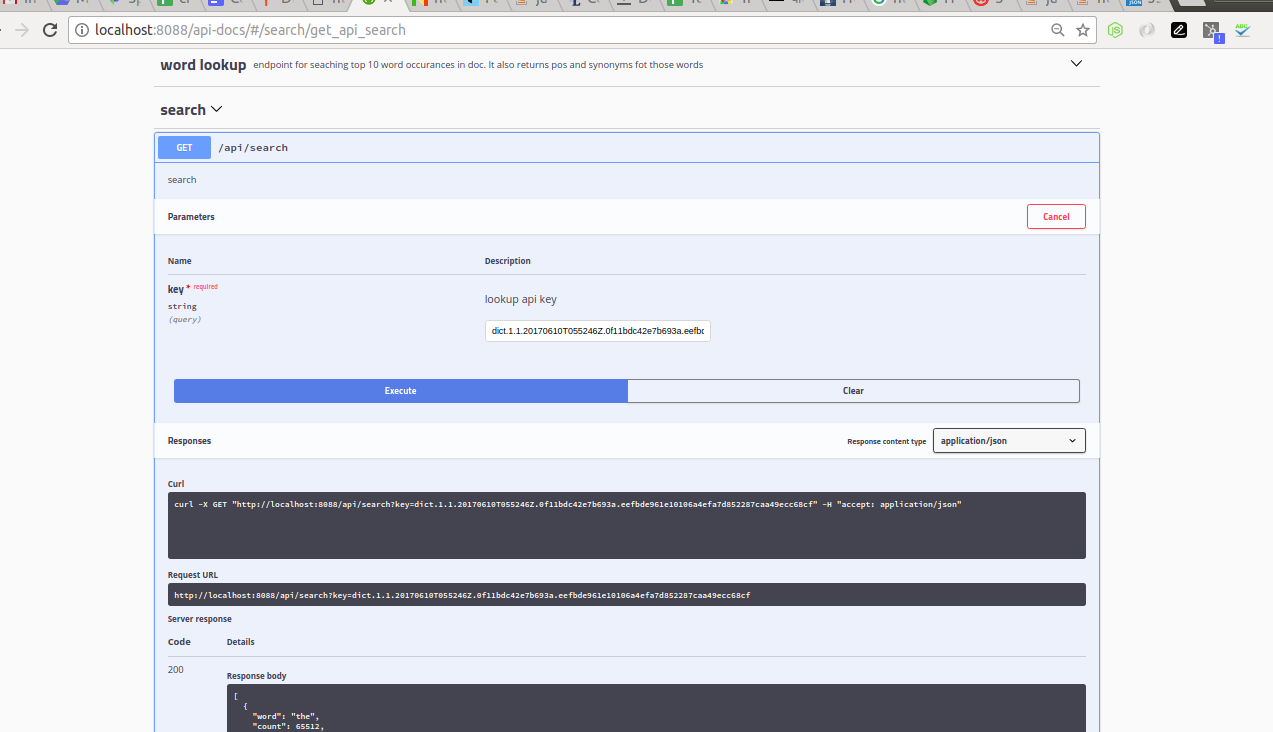 localhost:8088/api-docs/#/search/get_api_search
word lookup endpoint for seaching top 10 word occurances in doc. It also returns pos and synonyms fot those words
search
GET /api/search
search
Parameters Cancel
Name Description
key * required
lookup api key
string
(query)
dict.1.1.20170610T055246Z.0f11bdc42e7b693a.eefbc
Execute Clear
Responses Response content type application/json
Curl
curl -X GET "http://localhost:8088/api/search?key=dict.1.1.20170610T055246Z.0f11bdc42e7b693a.eefbde961e10106a4efa7d852287caa49ecc68cf" -H "accept: application/json"
Request URL
http://localhost:8088/api/search?key=dict.1.1.20170610T055246Z.0f11bdc42e7b693a.eefbde961e10106a4efa7d852287caa49ecc68cf
Server response
Code Details
200
Response body
[
{
"word": "the",
"count": 65512,